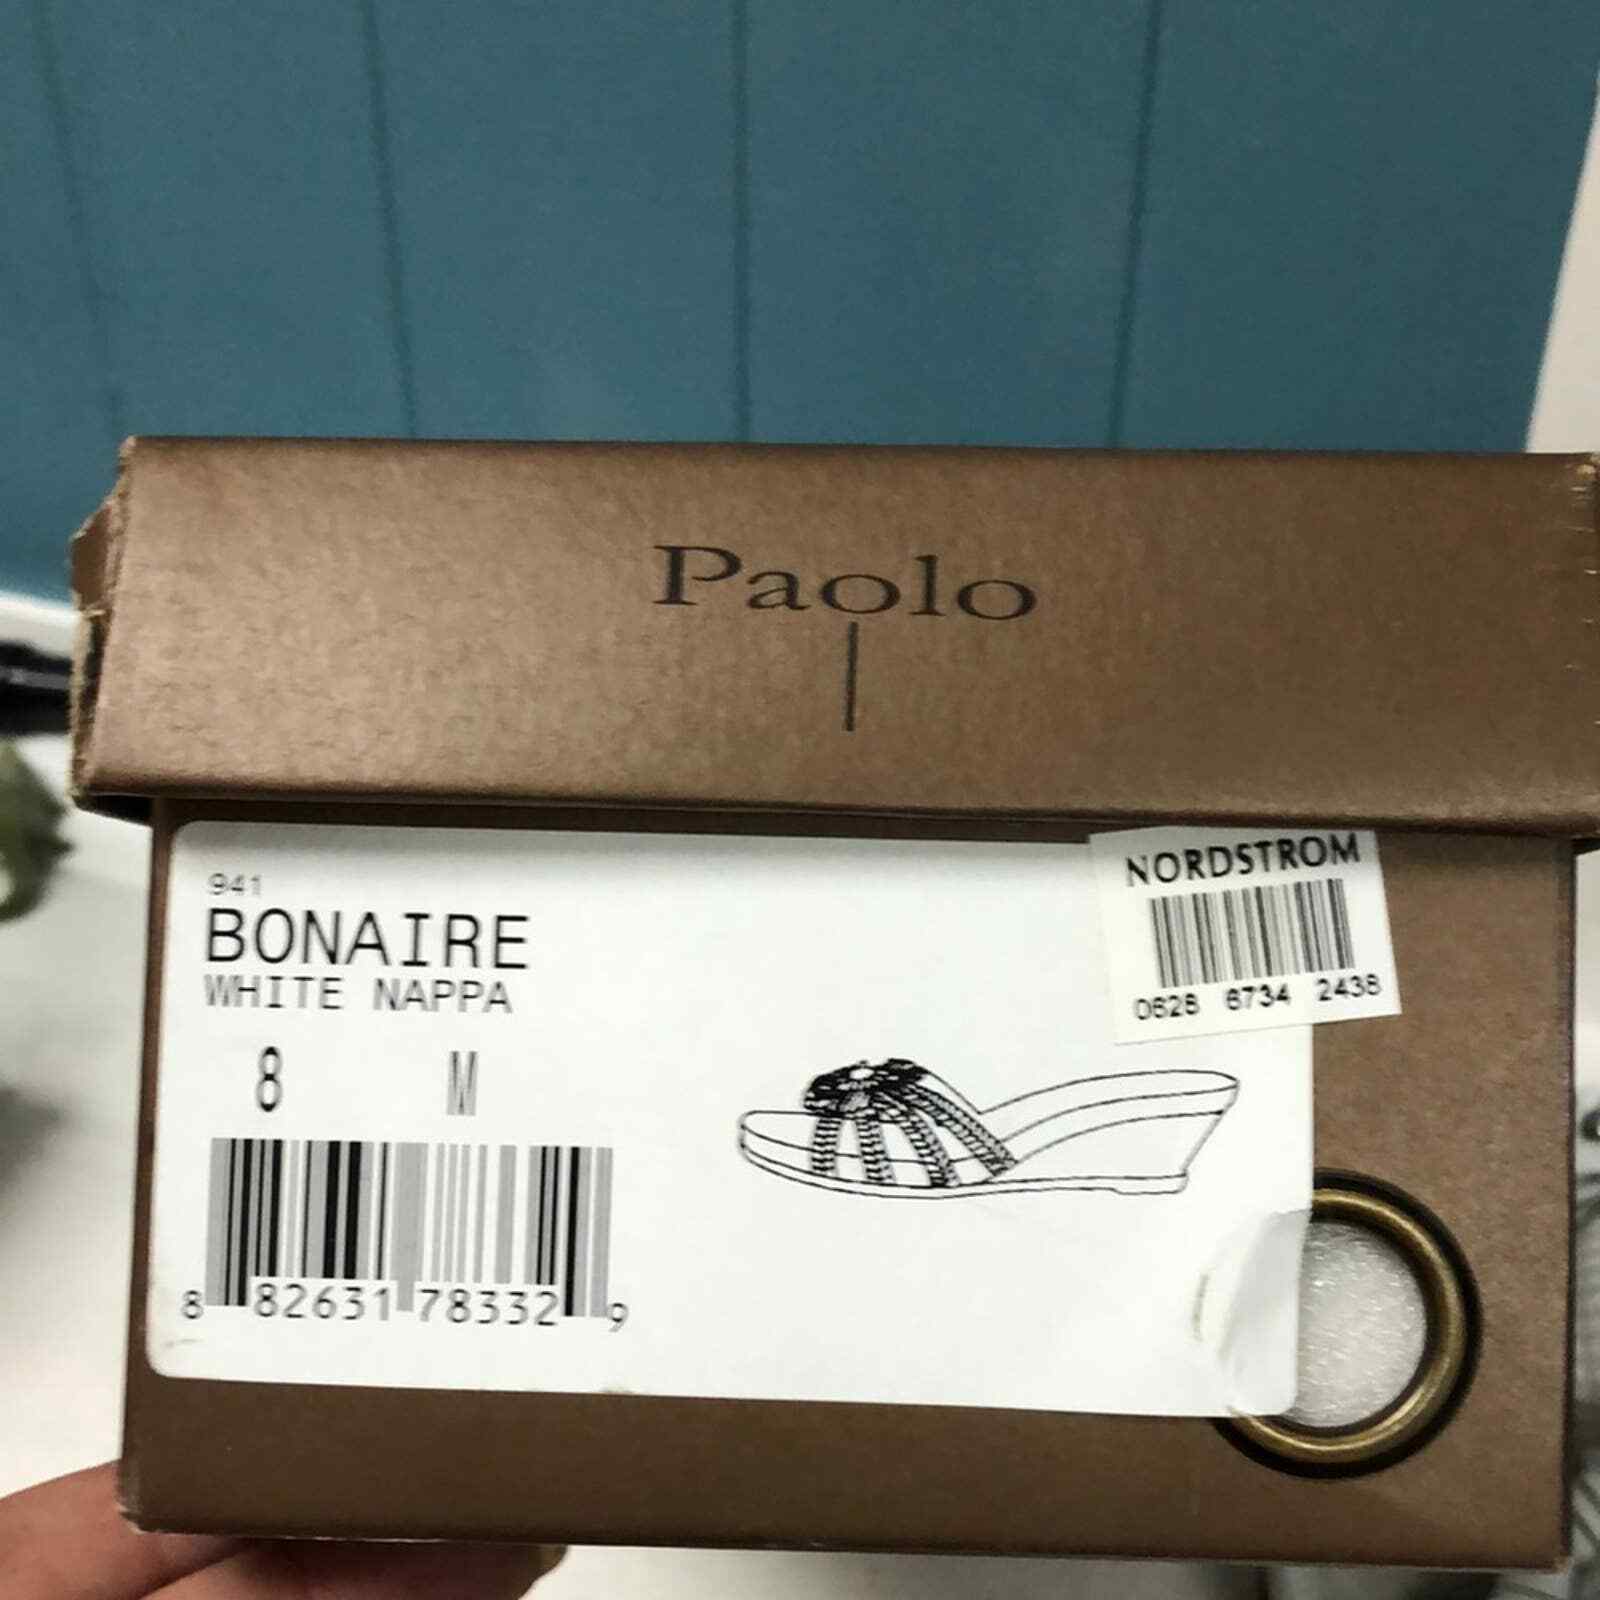 Paolo
NORDSTROM
0628 6734 2438
941
BONAIRE
WHITE NAPPA
8 M
8 82631 78332 9